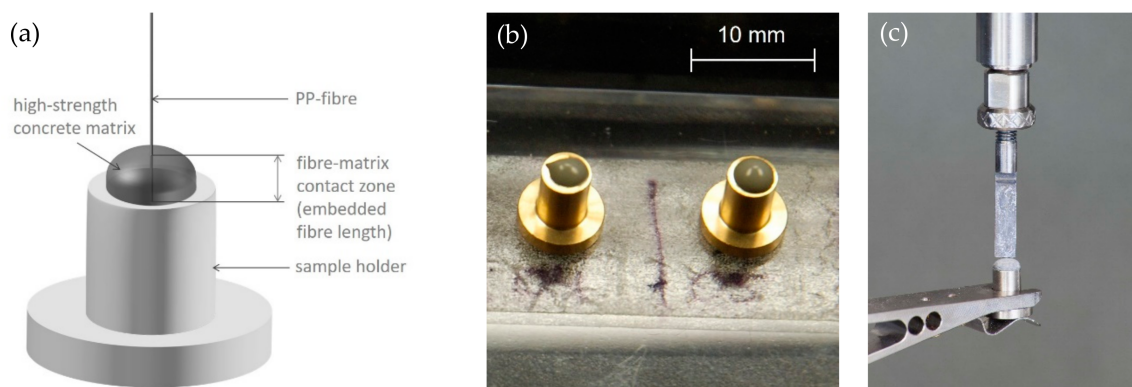 (a)
PP-fibre
high-strength
concrete matrix
fibre-matrix
contact zone
(embedded
fibre length)
sample holder
(b)
10 mm
(c)